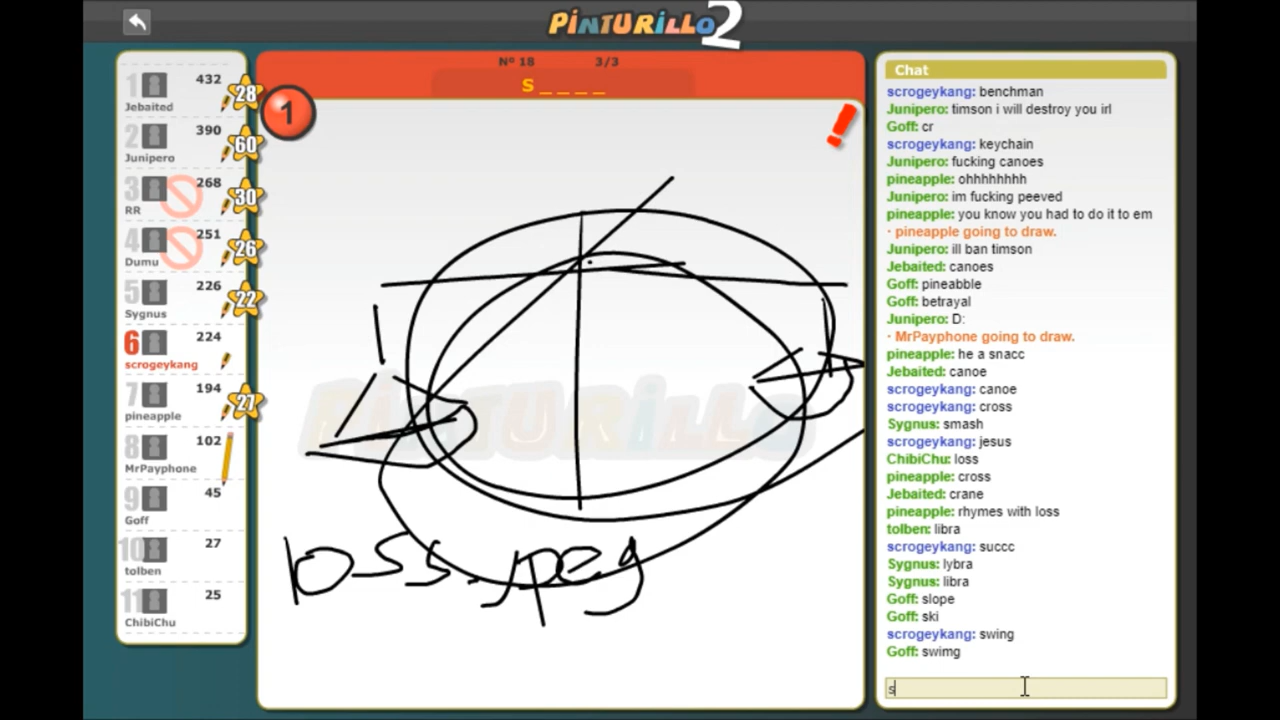 PINTURILLO 2
1 432
Jebaited 28
2 390
Junipero 60
3 268
RR 30
4 251
Dumu 26
5 226
Sygnus 22
6 224
scrogeykang
7 194
pineapple 27
8 102
MrPayphone
9 45
Goff
10 27
tolben
11 25
ChibiChu
Nº 18 3/3
S _ _ _ _
1
!
PINTURILLO
loss.jpeg
Chat
scrogeykang: benchman
Junipero: timson i will destroy you irl
Goff: cr
scrogeykang: keychain
Junipero: fucking canoes
pineapple: ohhhhhhhh
Junipero: im fucking peeved
pineapple: you know you had to do it to em
· pineapple going to draw.
Junipero: ill ban timson
Jebaited: canoes
Goff: pineabble
Goff: betrayal
Junipero: D:
· MrPayphone going to draw.
pineapple: he a snacc
Jebaited: canoe
scrogeykang: canoe
scrogeykang: cross
Sygnus: smash
scrogeykang: jesus
ChibiChu: loss
pineapple: cross
Jebaited: crane
pineapple: rhymes with loss
tolben: libra
scrogeykang: succc
Sygnus: lybra
Sygnus: libra
Goff: slope
Goff: ski
scrogeykang: swing
Goff: swimg
s